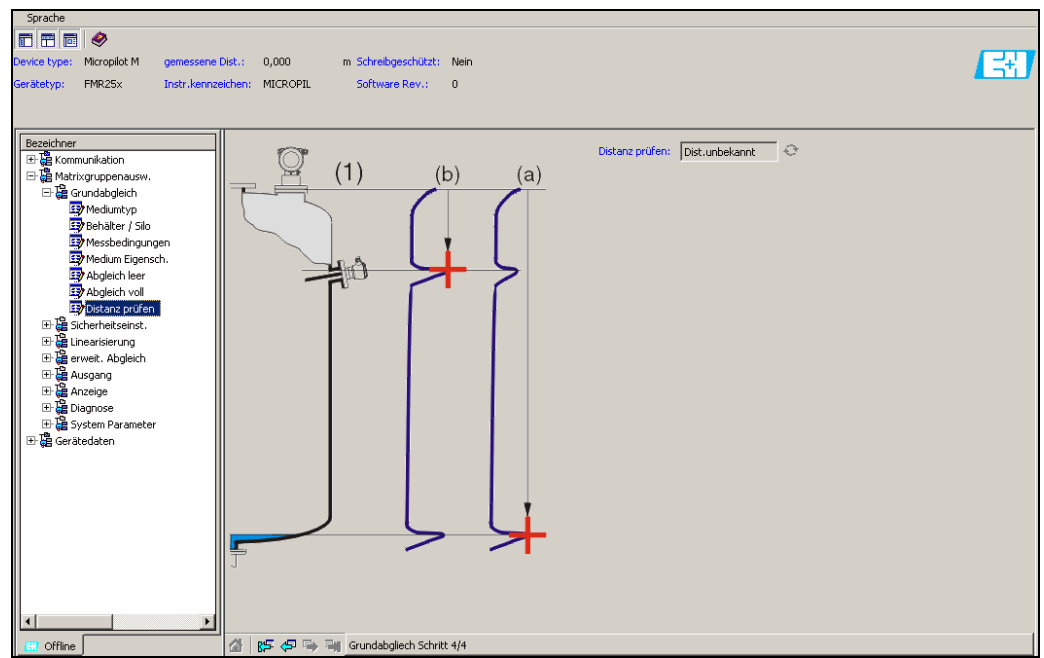 Sprache
Device type: Micropilot M gemessene Dist.: 0,000 m Schreibgeschützt: Nein
Gerätetyp: FMR25x Instr.kennzeichen: MICROPIL Software Rev.: 0
E+H
Bezeichner
Kommunikation
Matrixgruppenausw.
Grundabgleich
Mediumtyp
Behälter / Silo
Messbedingungen
Medium Eigensch.
Abgleich leer
Abgleich voll
Distanz prüfen
Sicherheitseinst.
Linearisierung
erweit. Abgleich
Ausgang
Anzeige
Diagnose
System Parameter
Gerätedaten
(1) (b) (a)
Distanz prüfen: Dist.unbekannt
Offline
Grundabgliech Schritt 4/4